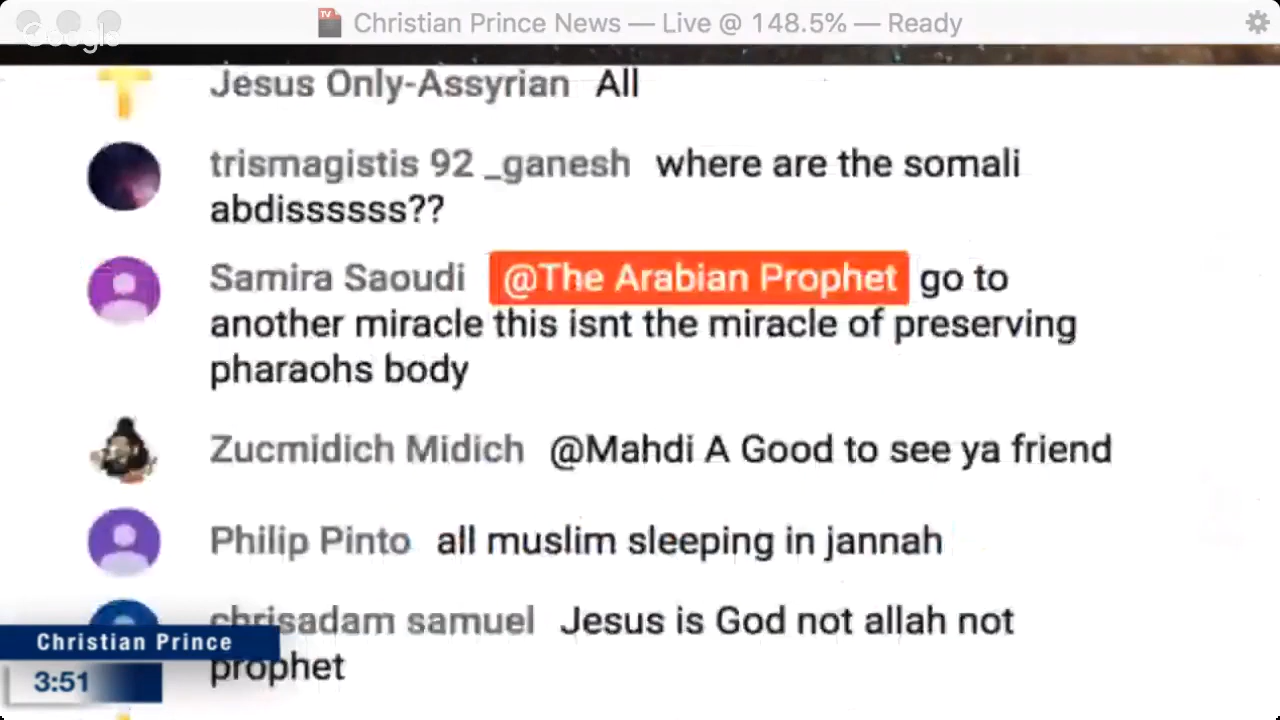 Christian Prince News — Live @ 148.5% — Ready
Google
Jesus Only-Assyrian All
trismagistis 92 _ganesh where are the somali
abdissssss??
Samira Saoudi @The Arabian Prophet go to
another miracle this isnt the miracle of preserving
pharaohs body
Zucmidich Midich @Mahdi A Good to see ya friend
Philip Pinto all muslim sleeping in jannah
chrisadam samuel Jesus is God not allah not
prophet
Christian Prince
3:51